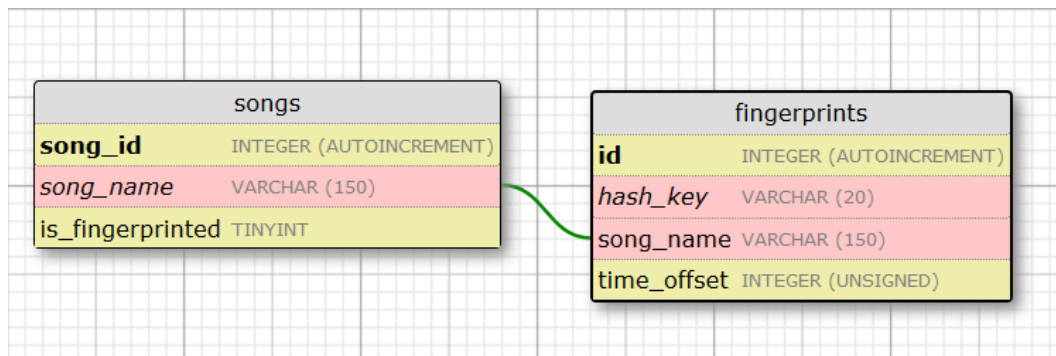 songs
song_id INTEGER (AUTOINCREMENT)
song_name VARCHAR (150)
is_fingerprinted TINYINT
fingerprints
id INTEGER (AUTOINCREMENT)
hash_key VARCHAR (20)
song_name VARCHAR (150)
time_offset INTEGER (UNSIGNED)